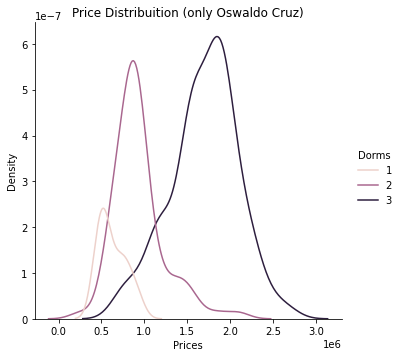 Price Distribuition (only Oswaldo Cruz)
1e−7
6
5
4
3
2
1
0
Density
0.0 0.5 1.0 1.5 2.0 2.5 3.0
1e6
Prices
Dorms
1
2
3